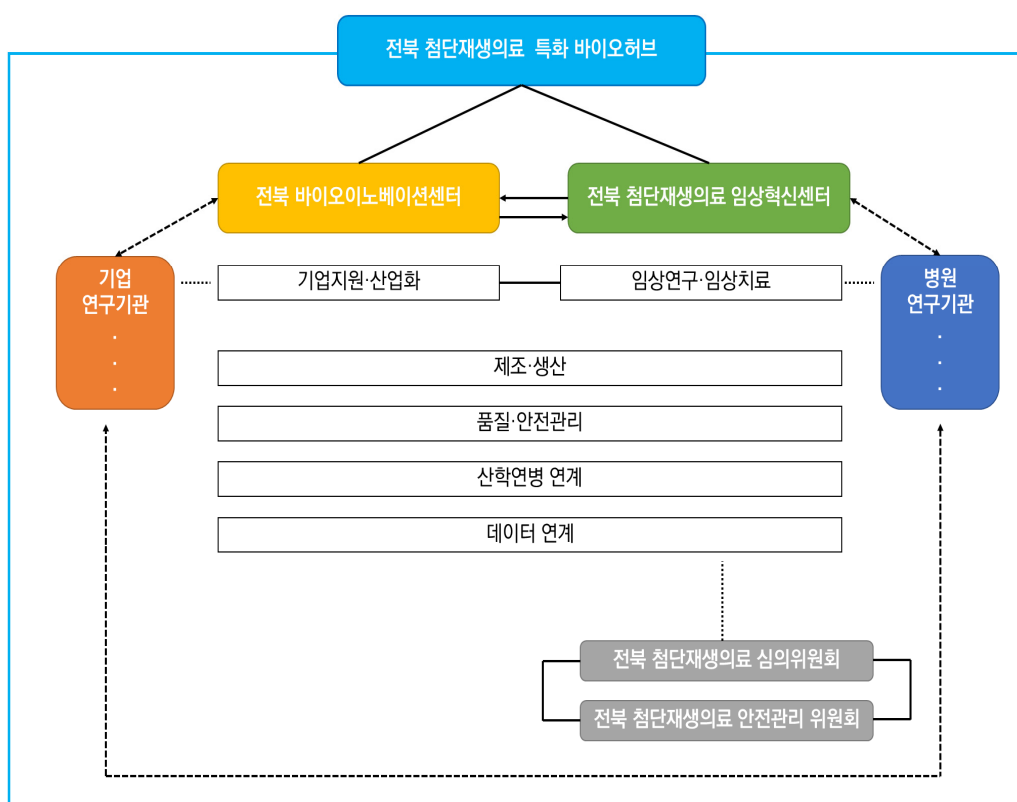 전북 첨단재생의료 특화 바이오허브
전북 바이오이노베이션센터
전북 첨단재생의료 임상혁신센터
기업
연구기관
.
.
.
기업지원·산업화
임상연구·임상치료
병원
연구기관
.
.
.
제조·생산
품질·안전관리
산학연병 연계
데이터 연계
전북 첨단재생의료 심의위원회
전북 첨단재생의료 안전관리 위원회